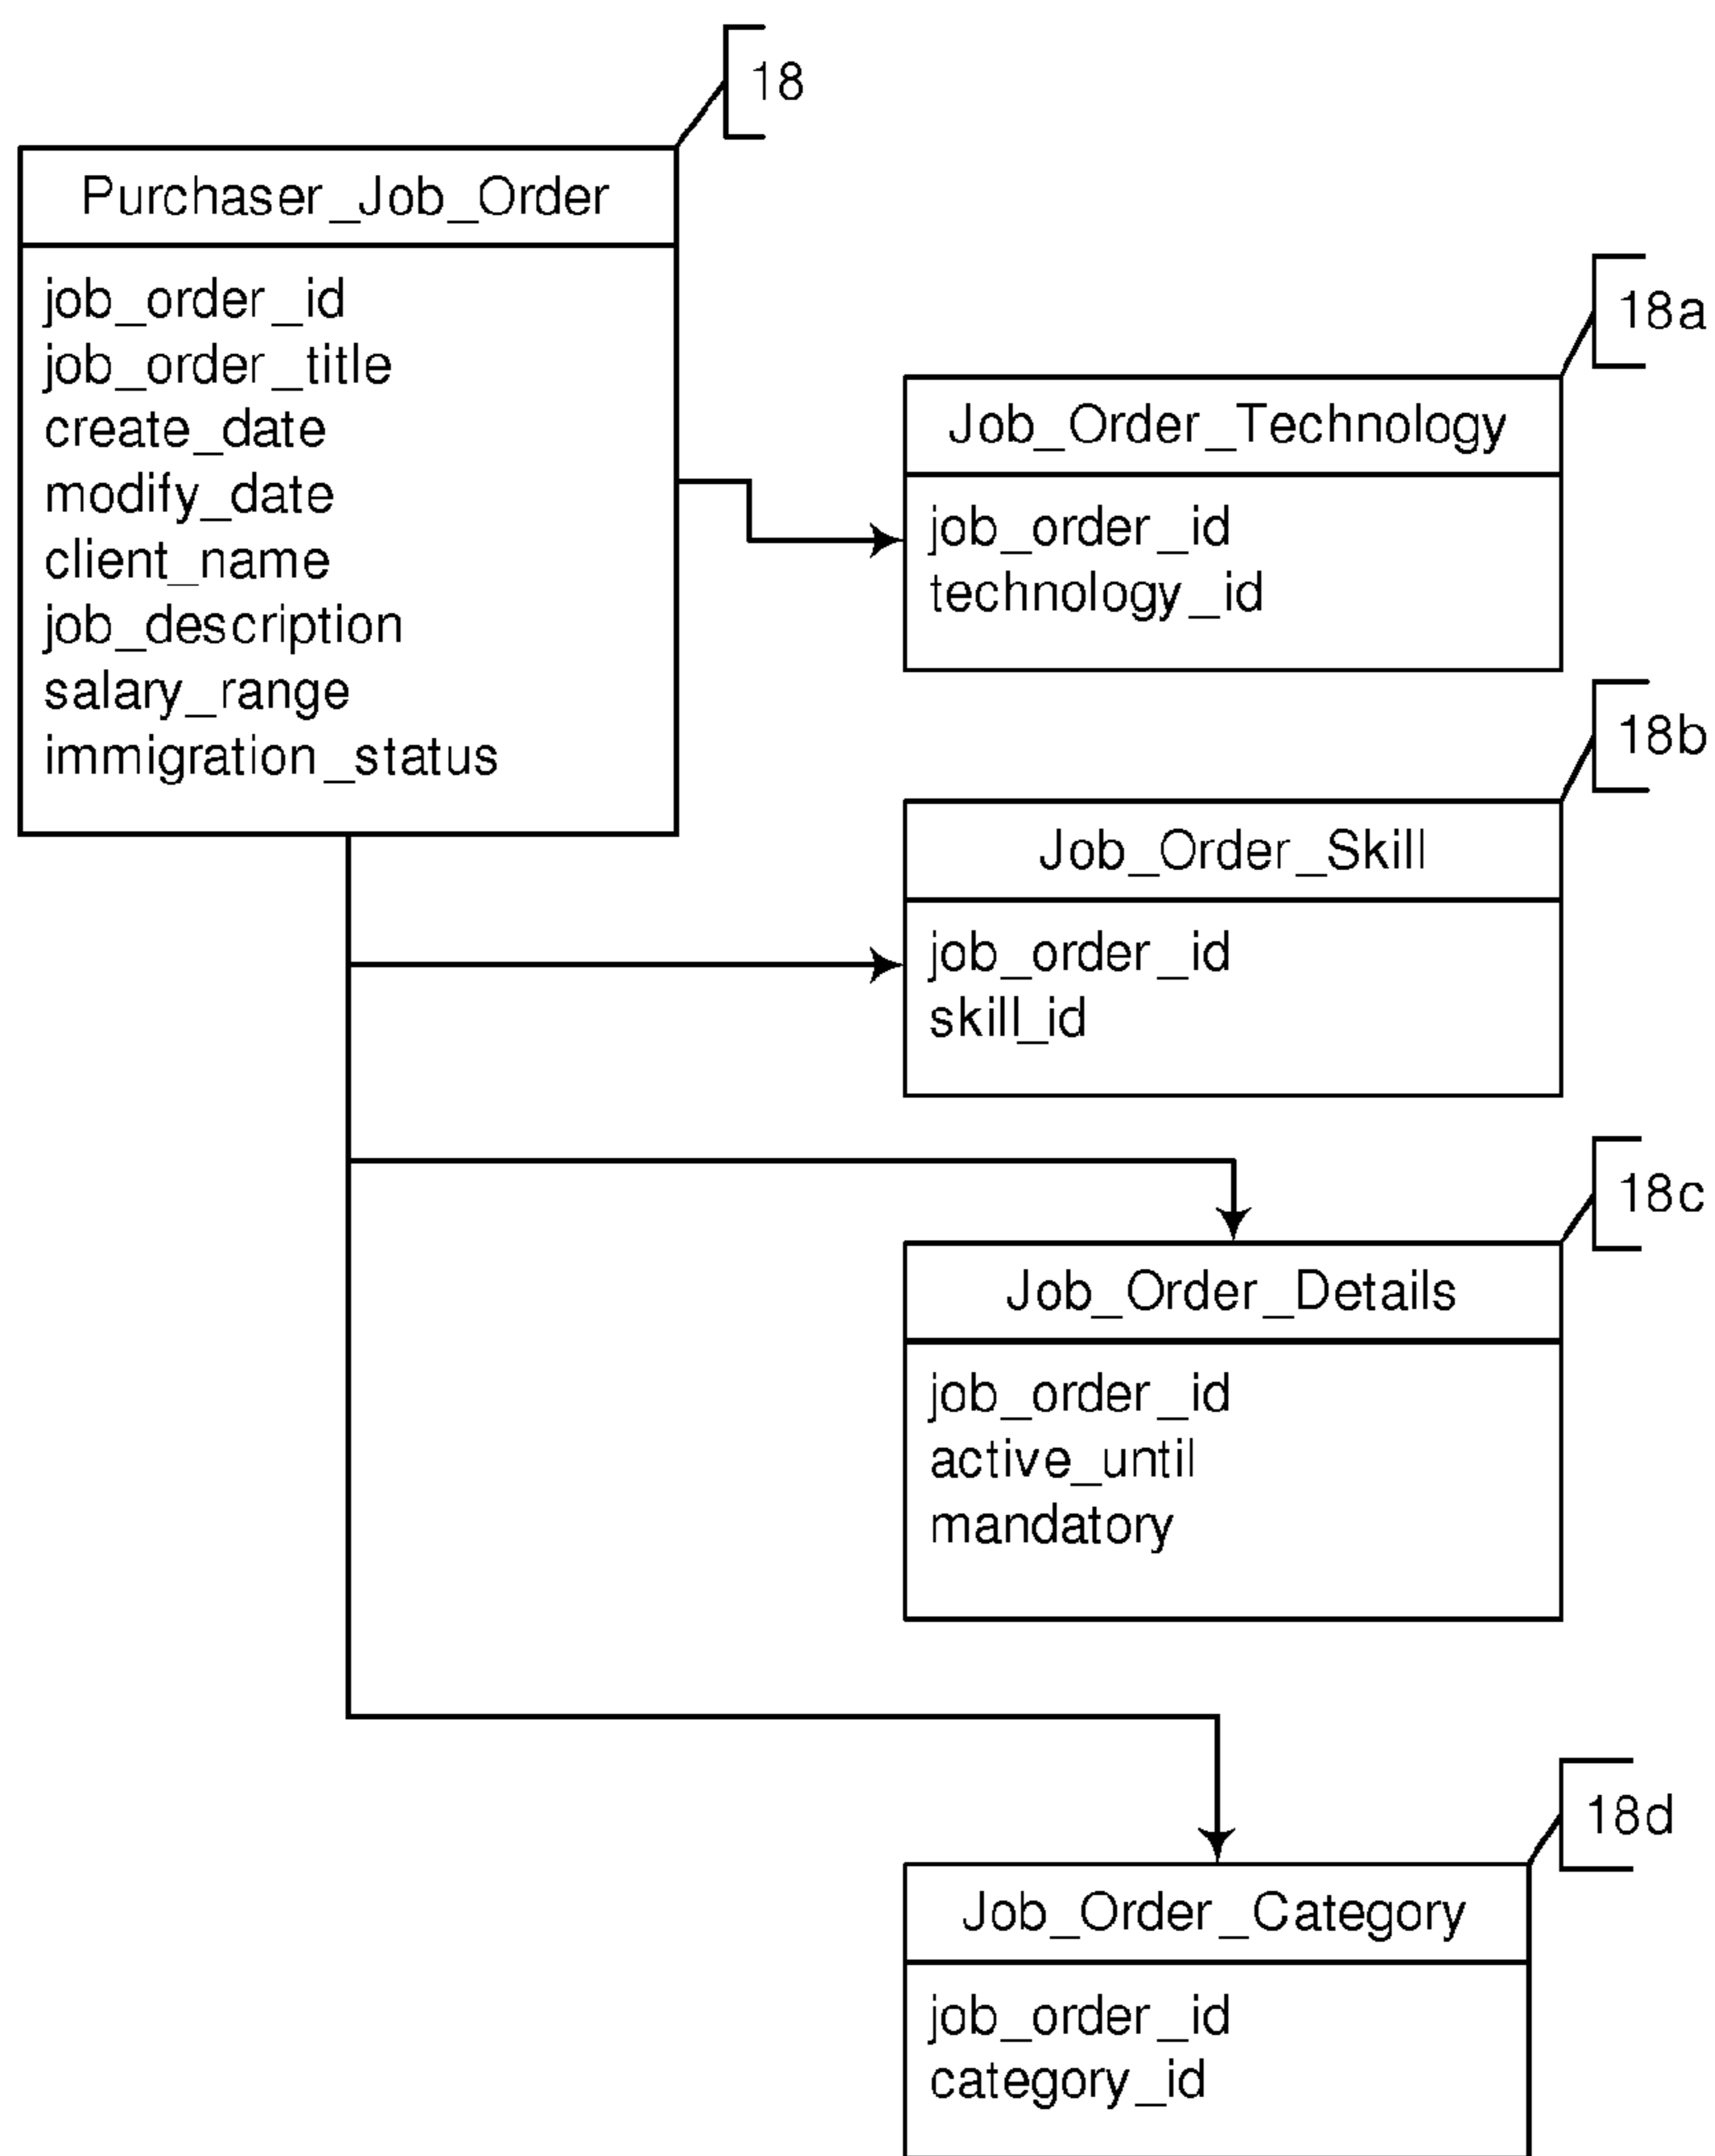 18
Purchaser_Job_Order
job_order_id
job_order_title
create_date
modify_date
client_name
job_description
salary_range
immigration_status
18a
Job_Order_Technology
job_order_id
technology_id
18b
Job_Order_Skill
job_order_id
skill_id
18c
Job_Order_Details
job_order_id
active_until
mandatory
18d
Job_Order_Category
job_order_id
category_id